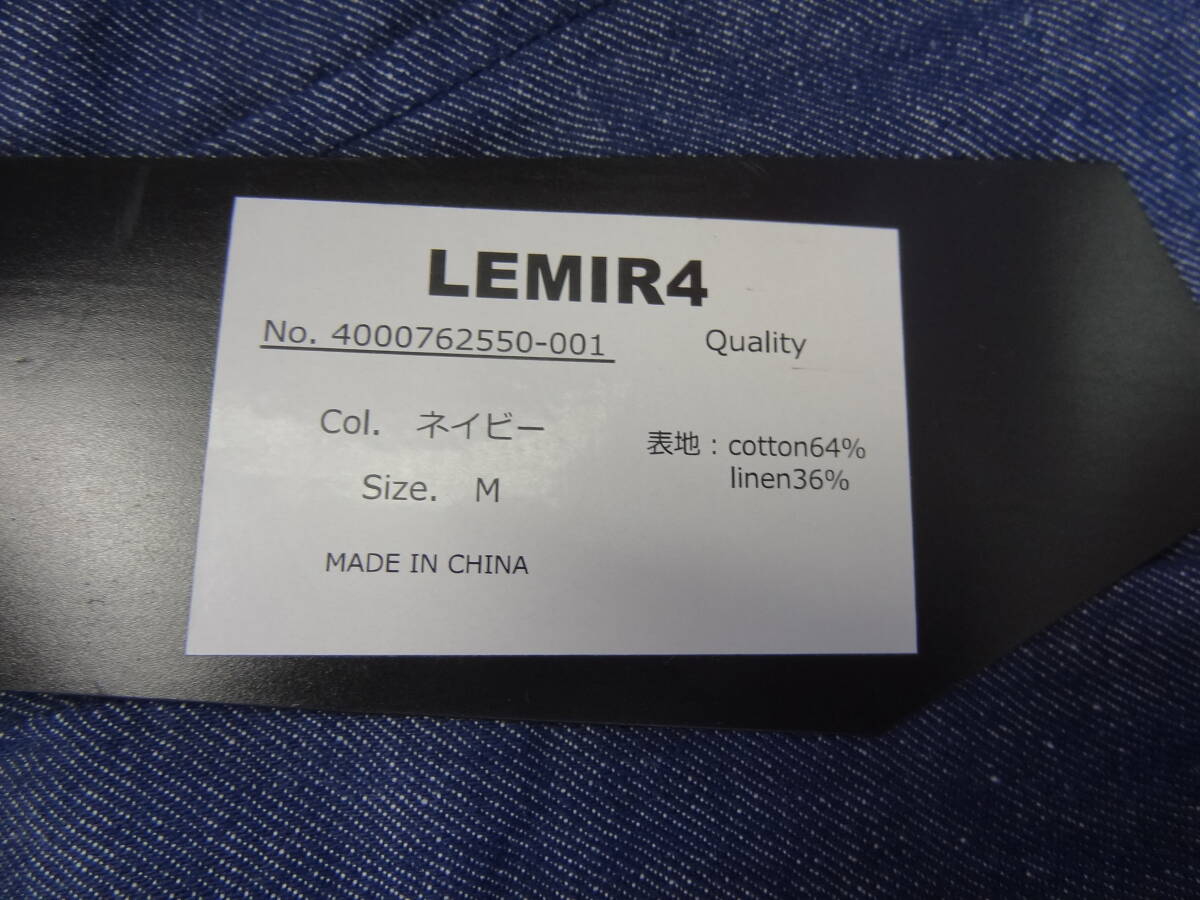 LEMIR4
No. 4000762550-001
Quality
Col. ネイビー
表地：cotton64%
linen36%
Size. M
MADE IN CHINA